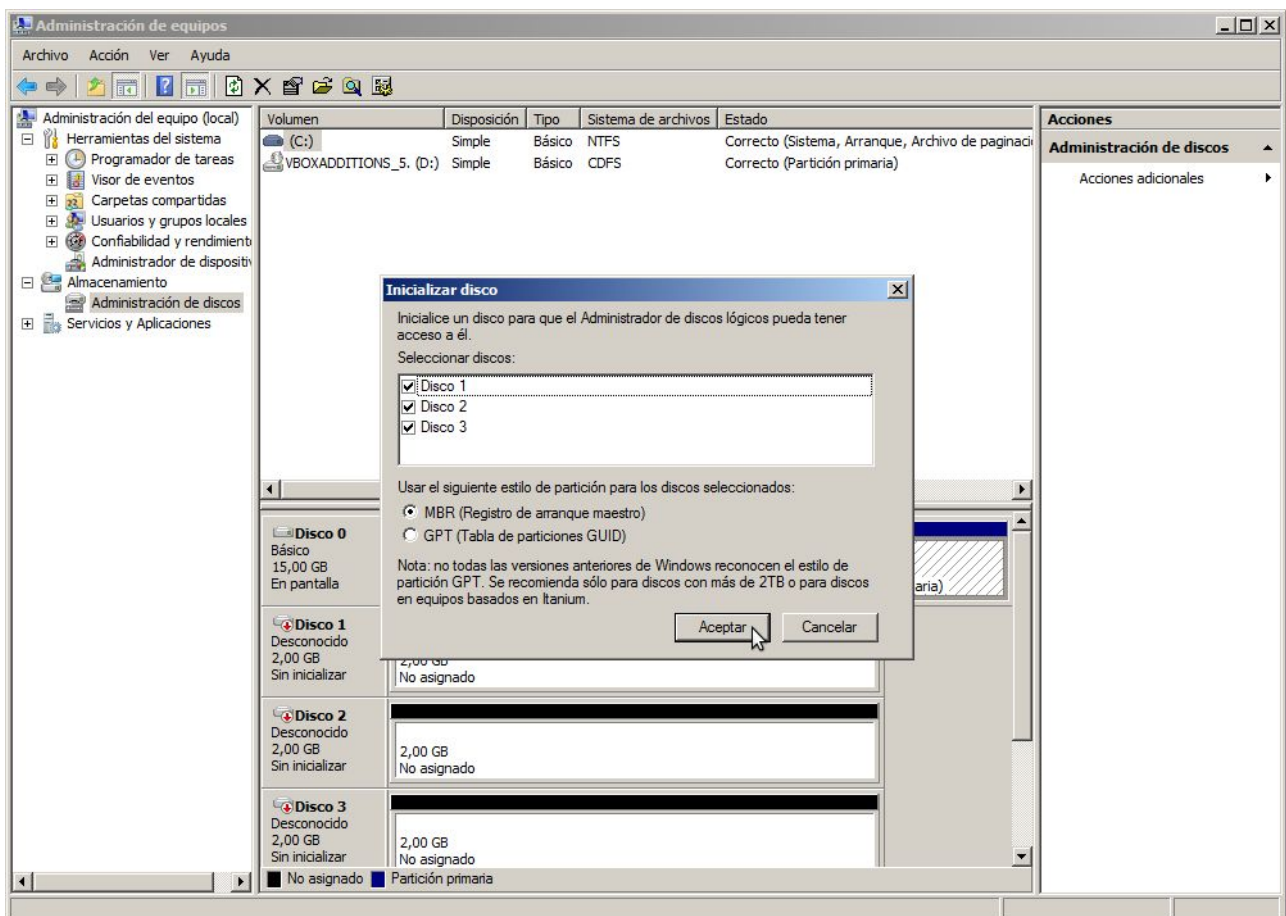 Administración de equipos
Archivo Acción Ver Ayuda
Administración del equipo (local)
Herramientas del sistema
Programador de tareas
Visor de eventos
Carpetas compartidas
Usuarios y grupos locales
Confiabilidad y rendimiento
Administrador de dispositiv
Almacenamiento
Administración de discos
Servicios y Aplicaciones
Volumen Disposición Tipo Sistema de archivos Estado
(C:) Simple Básico NTFS Correcto (Sistema, Arranque, Archivo de paginaci
VBOXADDITIONS_5. (D:) Simple Básico CDFS Correcto (Partición primaria)
Acciones
Administración de discos
Acciones adicionales
Inicializar disco
Inicialice un disco para que el Administrador de discos lógicos pueda tener
acceso a él.
Seleccionar discos:
Disco 1
Disco 2
Disco 3
Usar el siguiente estilo de partición para los discos seleccionados:
MBR (Registro de arranque maestro)
GPT (Tabla de particiones GUID)
Nota: no todas las versiones anteriores de Windows reconocen el estilo de
partición GPT. Se recomienda sólo para discos con más de 2TB o para discos
en equipos basados en Itanium.
Aceptar Cancelar
Disco 0
Básico
15,00 GB
En pantalla
aria)
Disco 1
Desconocido
2,00 GB
Sin inicializar
2,00 GB
No asignado
Disco 2
Desconocido
2,00 GB
Sin inicializar
2,00 GB
No asignado
Disco 3
Desconocido
2,00 GB
Sin inicializar
2,00 GB
No asignado
No asignado Partición primaria